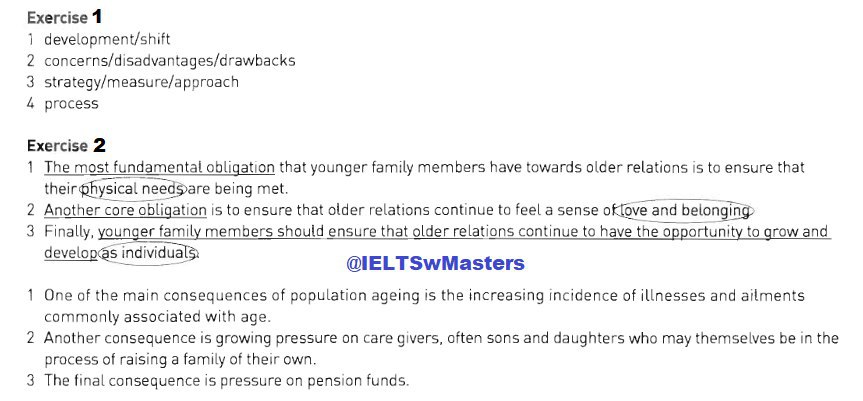 Exercise 1
1 development/shift
2 concerns/disadvantages/drawbacks
3 strategy/measure/approach
4 process
Exercise 2
1 The most fundamental obligation that younger family members have towards older relations is to ensure that
their physical needs are being met.
2 Another core obligation is to ensure that older relations continue to feel a sense of love and belonging
3 Finally, younger family members should ensure that older relations continue to have the opportunity to grow and
develop as individuals.
@IELTSwMasters
1 One of the main consequences of population ageing is the increasing incidence of illnesses and ailments
commonly associated with age.
2 Another consequence is growing pressure on care givers, often sons and daughters who may themselves be in the
process of raising a family of their own.
3 The final consequence is pressure on pension funds.